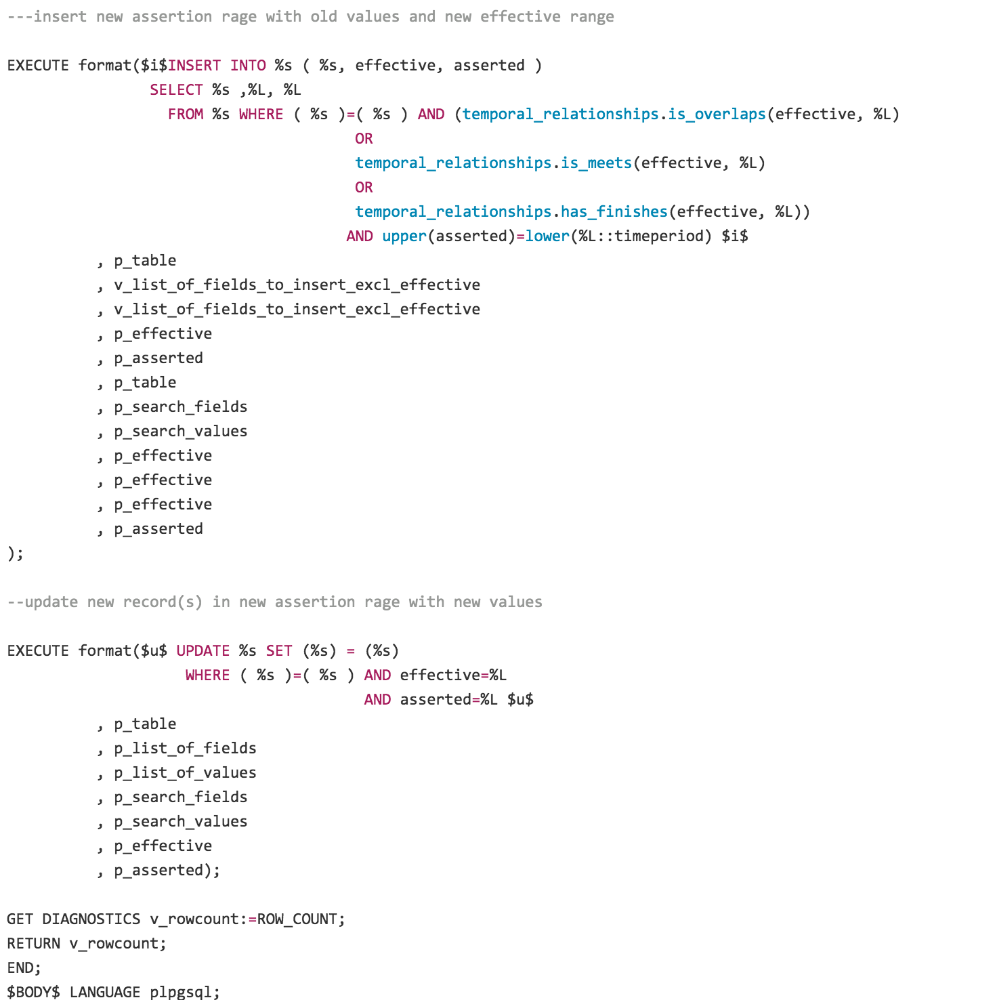 ---insert new assertion rage with old values and new effective range
EXECUTE format($i$INSERT INTO %s ( %s, effective, asserted )
SELECT %s ,%L, %L
FROM %s WHERE ( %s )=( %s ) AND (temporal_relationships.is_overlaps(effective, %L)
OR
temporal_relationships.is_meets(effective, %L)
OR
temporal_relationships.has_finishes(effective, %L))
AND upper(asserted)=lower(%L::timeperiod) $i$
, p_table
, v_list_of_fields_to_insert_excl_effective
, v_list_of_fields_to_insert_excl_effective
, p_effective
, p_asserted
, p_table
, p_search_fields
, p_search_values
, p_effective
, p_effective
, p_effective
, p_asserted
);
--update new record(s) in new assertion rage with new values
EXECUTE format($u$ UPDATE %s SET (%s) = (%s)
WHERE ( %s )=( %s ) AND effective=%L
AND asserted=%L $u$
, p_table
, p_list_of_fields
, p_list_of_values
, p_search_fields
, p_search_values
, p_effective
, p_asserted);
GET DIAGNOSTICS v_rowcount:=ROW_COUNT;
RETURN v_rowcount;
END;
$BODY$ LANGUAGE plpgsql;